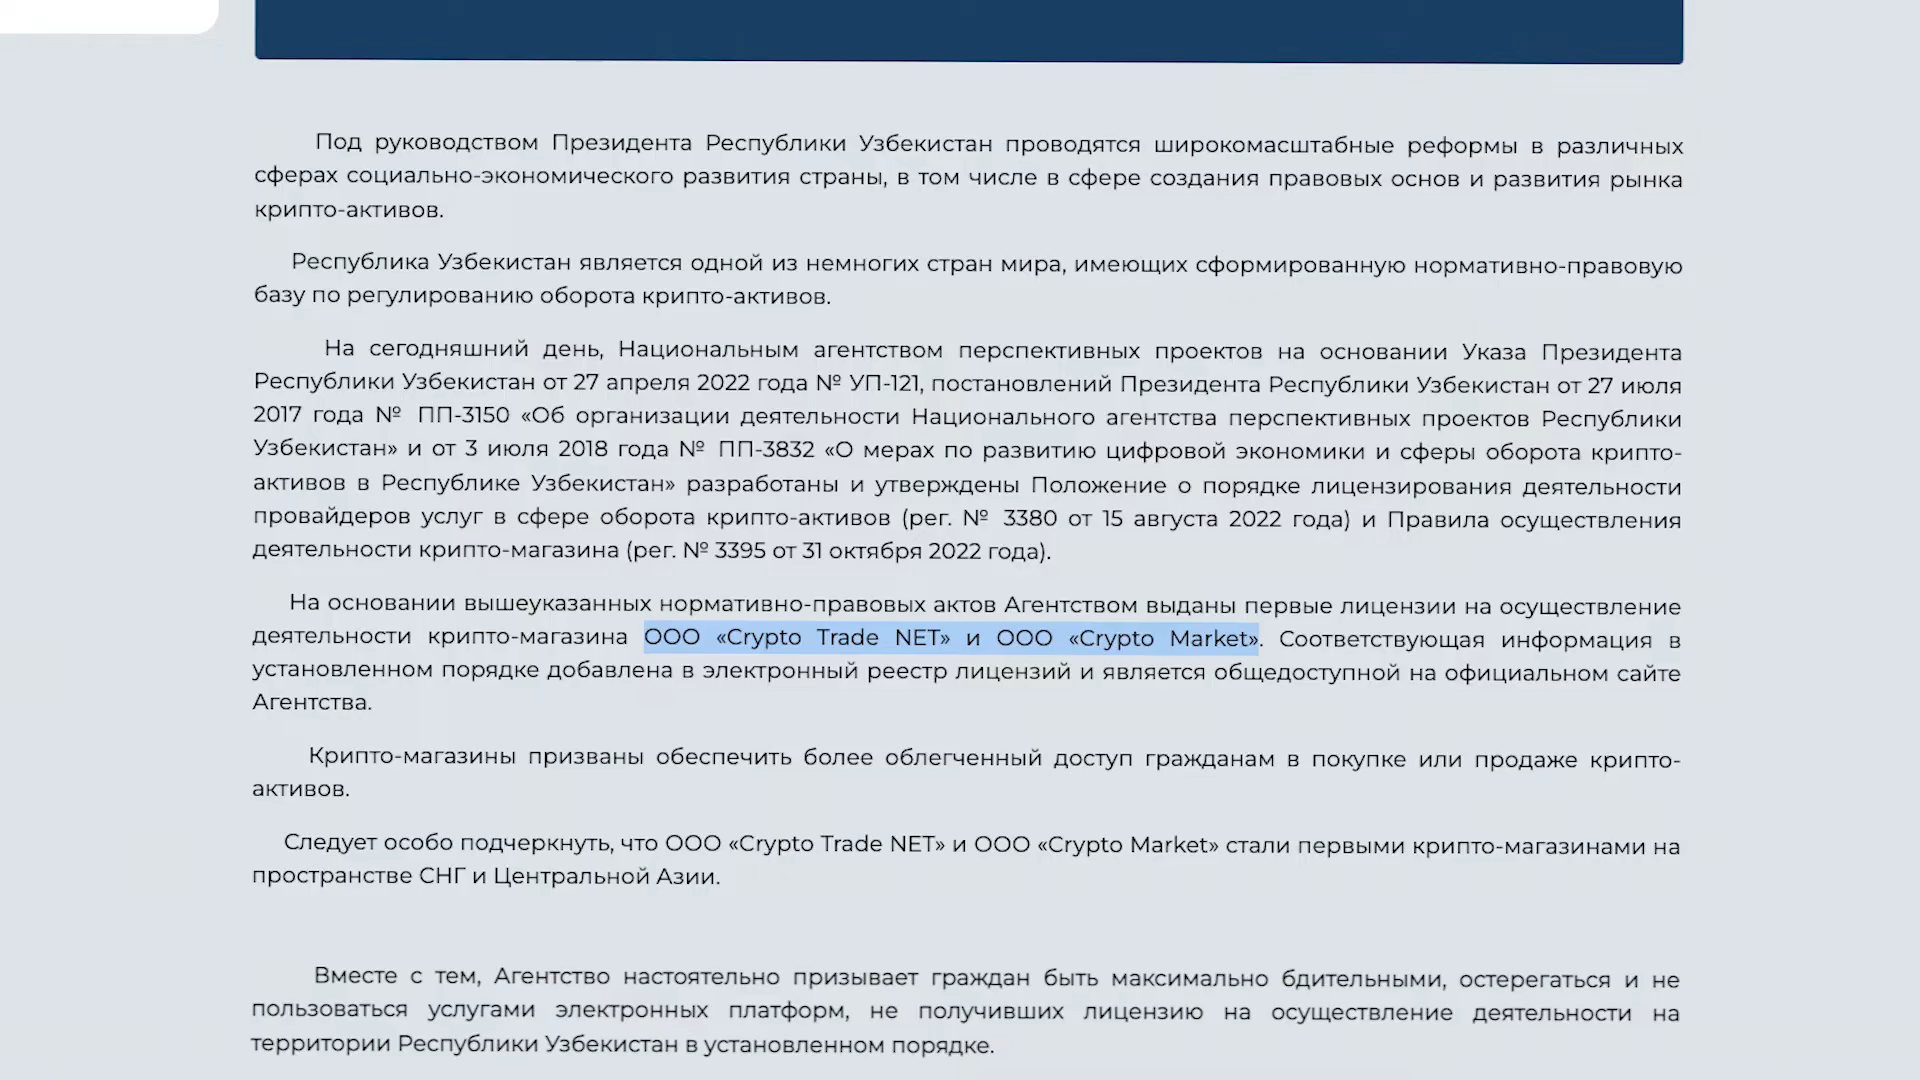 Под руководством Президента Республики Узбекистан проводятся широкомасштабные реформы в различных
сферах социально-экономического развития страны, в том числе в сфере создания правовых основ и развития рынка
крипто-активов.
Республика Узбекистан является одной из немногих стран мира, имеющих сформированную нормативно-правовую
базу по регулированию оборота крипто-активов.
На сегодняшний день, Национальным агентством перспективных проектов на основании Указа Президента
Республики Узбекистан от 27 апреля 2022 года № УП-121, постановлений Президента Республики Узбекистан от 27 июля
2017 года № ПП-3150 «Об организации деятельности Национального агентства перспективных проектов Республики
Узбекистан» и от 3 июля 2018 года № ПП-3832 «О мерах по развитию цифровой экономики и сферы оборота крипто-
активов в Республике Узбекистан» разработаны и утверждены Положение о порядке лицензирования деятельности
провайдеров услуг в сфере оборота крипто-активов (рег. № 3380 от 15 августа 2022 года) и Правила осуществления
деятельности крипто-магазина (рег. № 3395 от 31 октября 2022 года).
На основании вышеуказанных нормативно-правовых актов Агентством выданы первые лицензии на осуществление
деятельности крипто-магазина ООО «Crypto Trade NET» и ООО «Crypto Market». Соответствующая информация в
установленном порядке добавлена в электронный реестр лицензий и является общедоступной на официальном сайте
Агентства.
Крипто-магазины призваны обеспечить более облегченный доступ гражданам в покупке или продаже крипто-
активов.
Следует особо подчеркнуть, что ООО «Crypto Trade NET» и ООО «Crypto Market» стали первыми крипто-магазинами на
пространстве СНГ и Центральной Азии.
Вместе с тем, Агентство настоятельно призывает граждан быть максимально бдительными, остерегаться и не
пользоваться услугами электронных платформ, не получивших лицензию на осуществление деятельности на
территории Республики Узбекистан в установленном порядке.